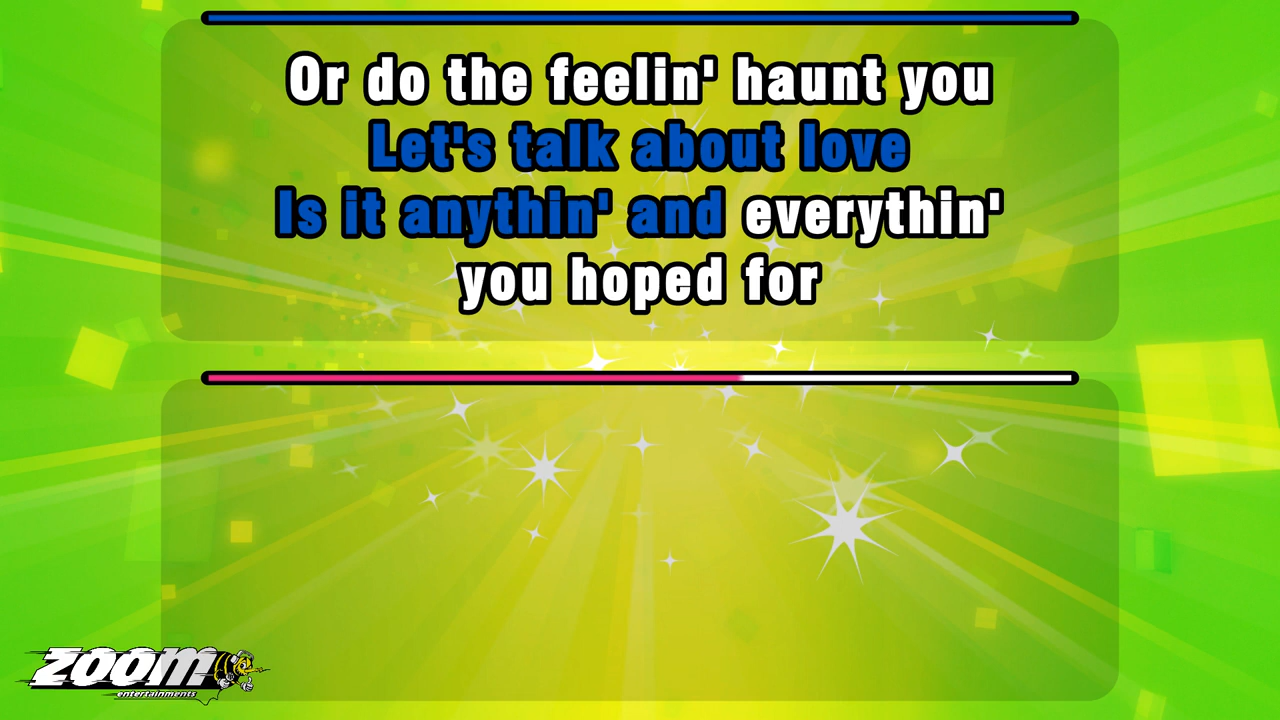 Or do the feelin' haunt you
Let's talk about love
Is it anythin' and everythin'
you hoped for
zoom
entertainments